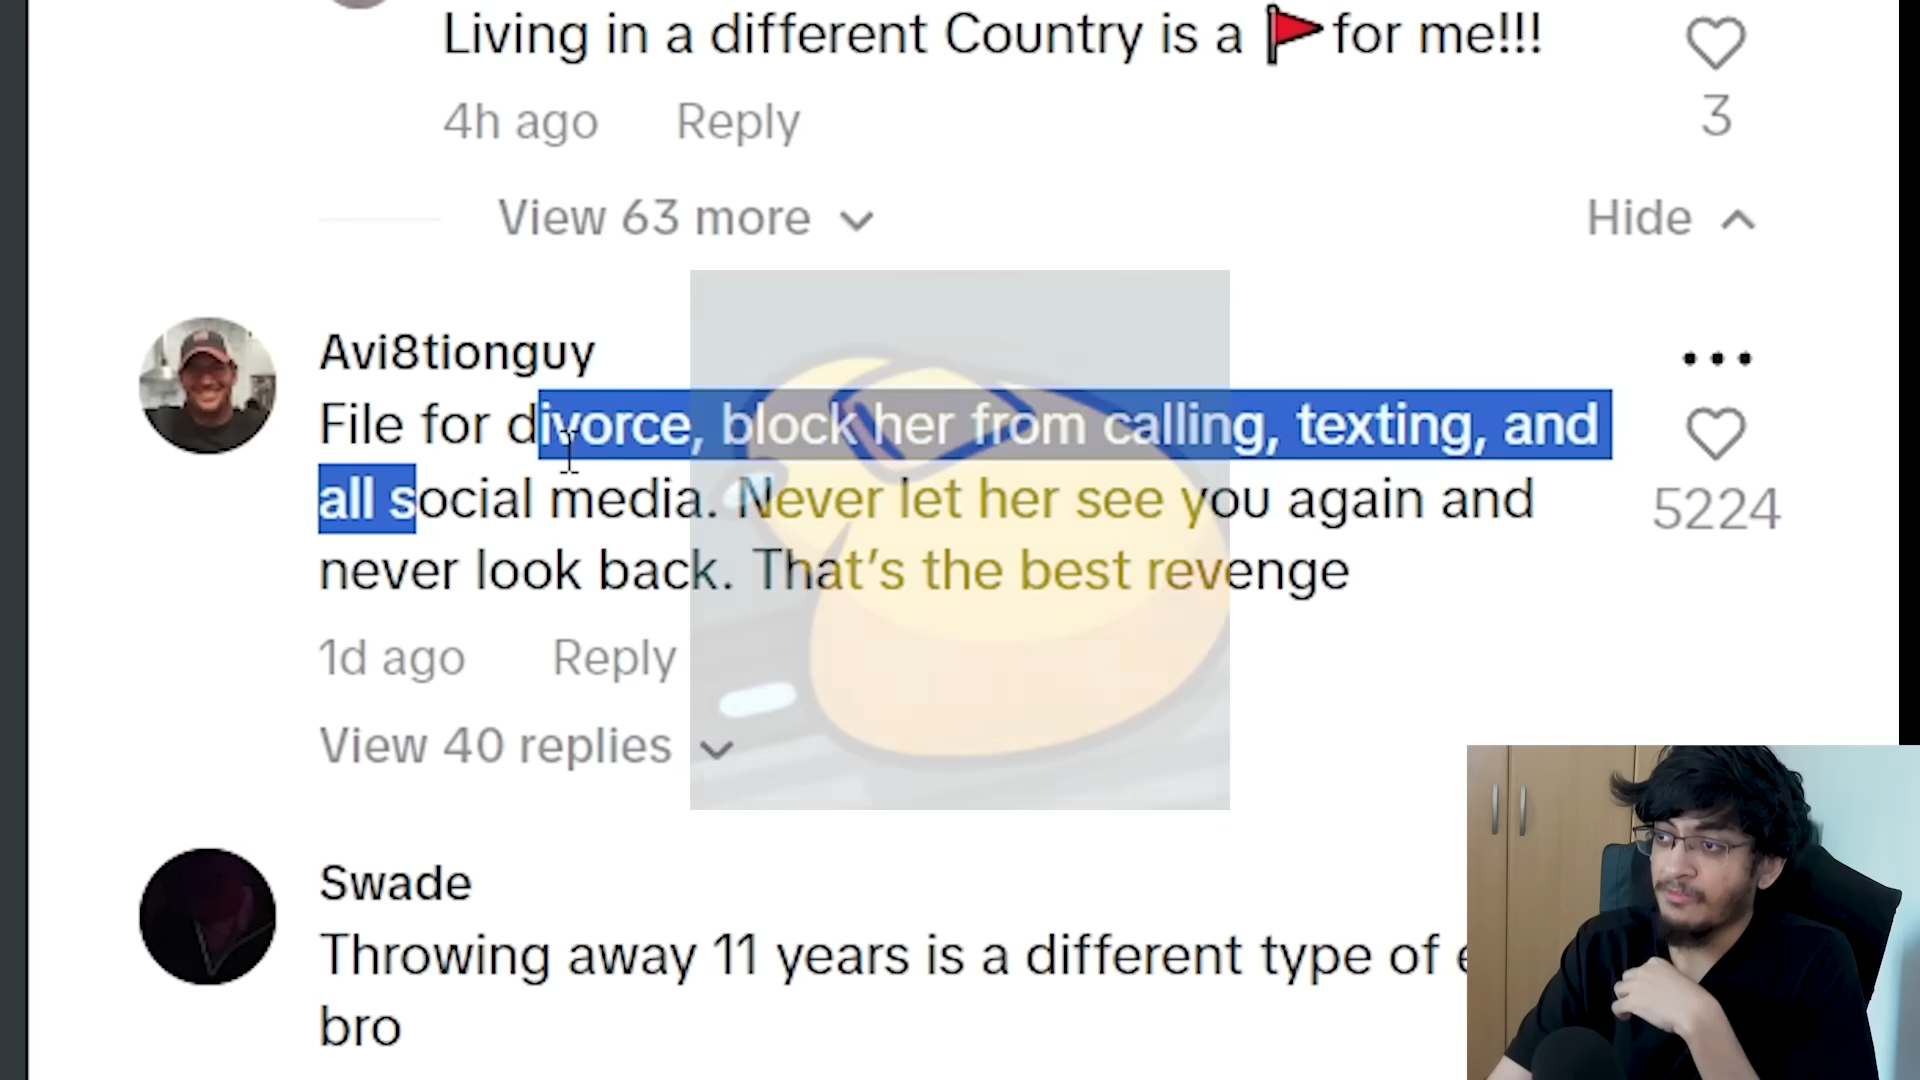 Living in a different Country is a 🚩for me!!!
3
4h ago Reply
View 63 more Hide
Avi8tionguy
File for divorce, block her from calling, texting, and
all social media. Never let her see you again and
5224
never look back. That's the best revenge
1d ago Reply
View 40 replies
Swade
Throwing away 11 years is a different type of
bro